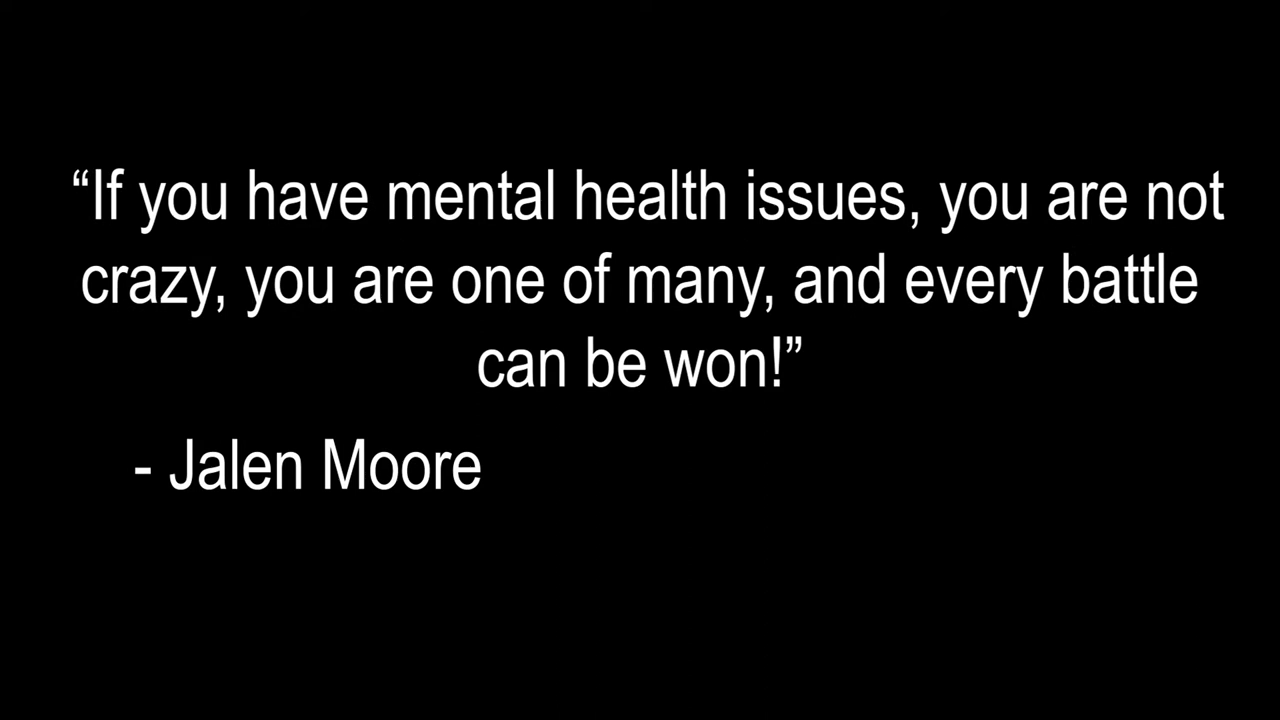 “If you have mental health issues, you are not
crazy, you are one of many, and every battle
can be won!”
- Jalen Moore